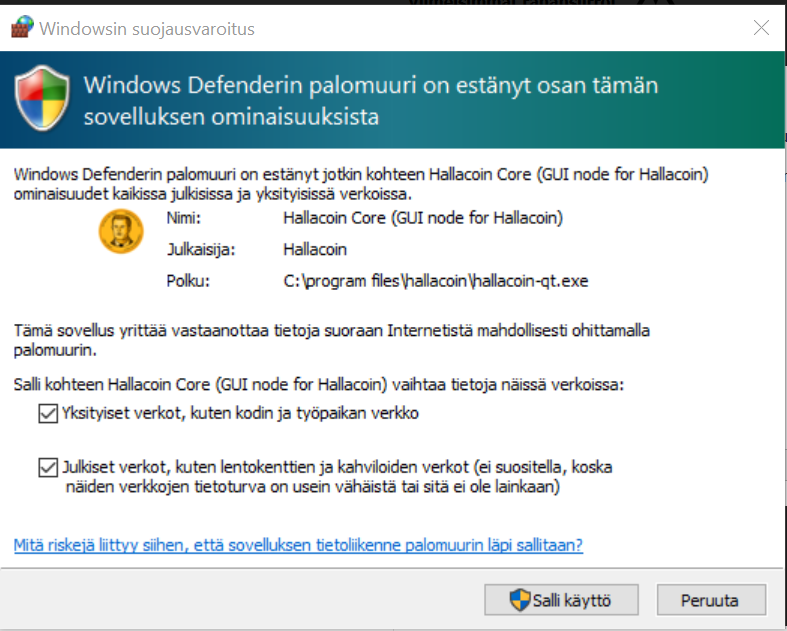 Windowsin suojausvaroitus
Windows Defenderin palomuuri on estänyt osan tämän
sovelluksen ominaisuuksista
Windows Defenderin palomuuri on estänyt jotkin kohteen Hallacoin Core (GUI node for Hallacoin)
ominaisuudet kaikissa julkisissa ja yksityisissä verkoissa.
Nimi: Hallacoin Core (GUI node for Hallacoin)
Julkaisija: Hallacoin
Polku: C:\program files\hallacoin\hallacoin-qt.exe
Tämä sovellus yrittää vastaanottaa tietoja suoraan Internetistä mahdollisesti ohittamalla
palomuurin.
Salli kohteen Hallacoin Core (GUI node for Hallacoin) vaihtaa tietoja näissä verkoissa:
Yksityiset verkot, kuten kodin ja työpaikan verkko
Julkiset verkot, kuten lentokenttien ja kahviloiden verkot (ei suositella, koska
näiden verkkojen tietoturva on usein vähäistä tai sitä ei ole lainkaan)
Mitä riskejä liittyy siihen, että sovelluksen tietoliikenne palomuurin läpi sallitaan?
Salli käyttö
Peruuta